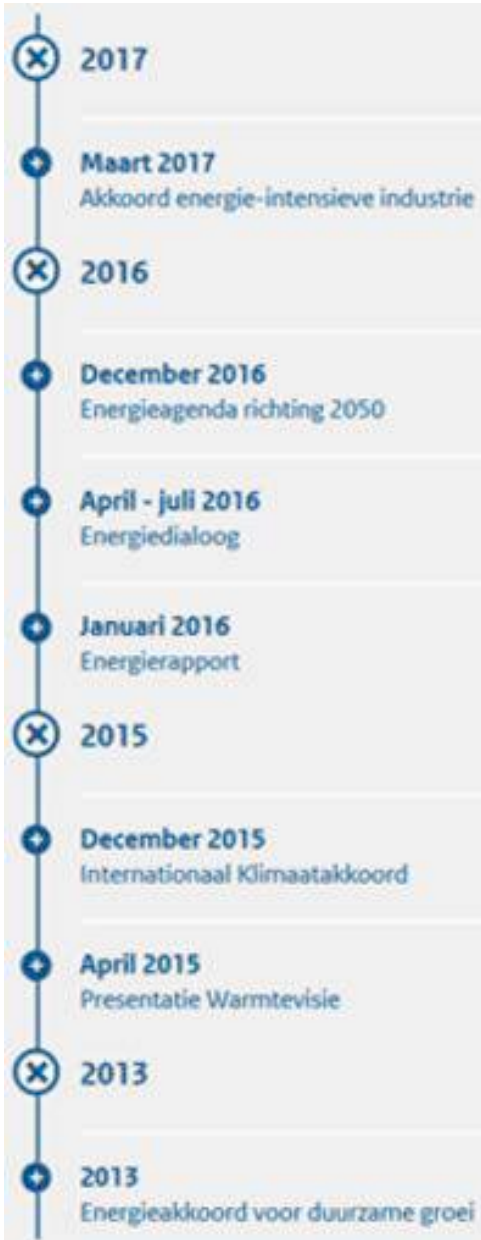 2017
Maart 2017
Akkoord energie-intensieve industrie
2016
December 2016
Energieagenda richting 2050
April - juli 2016
Energiedialoog
Januari 2016
Energierapport
2015
December 2015
Internationaal Klimaatakkoord
April 2015
Presentatie Warmtevisie
2013
2013
Energieakkoord voor duurzame groei